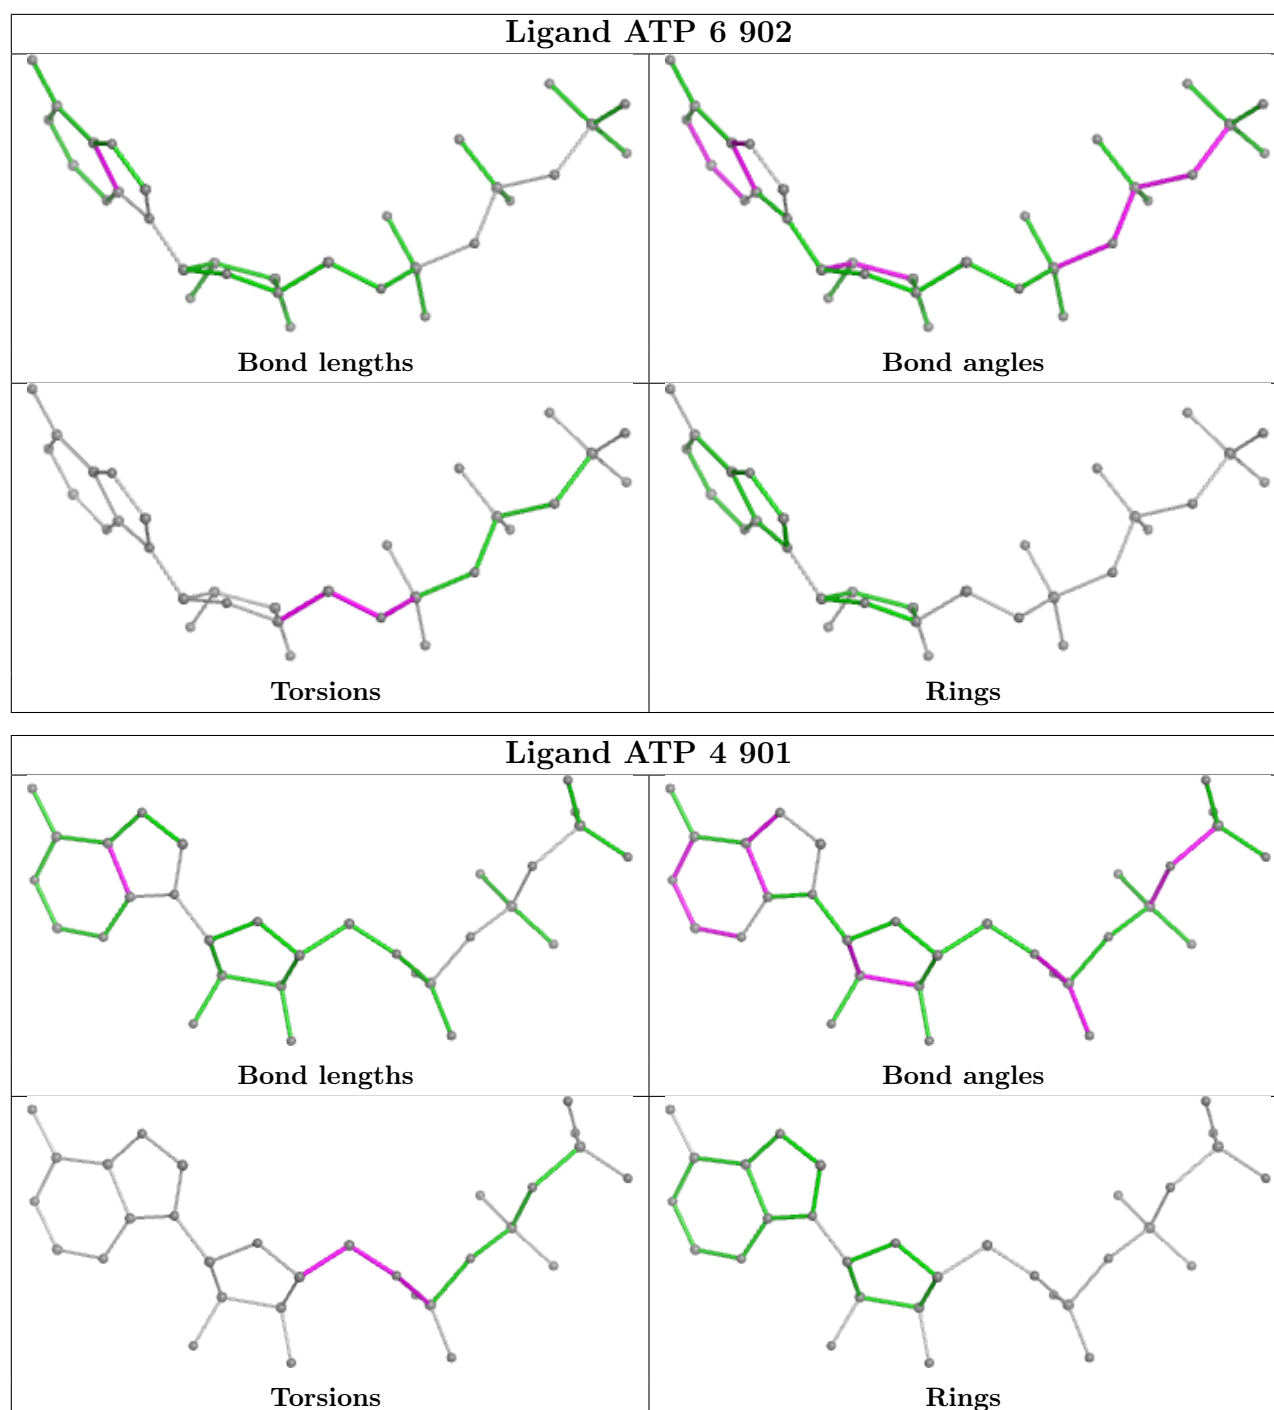 Ligand ATP 6 902
Bond lengths
Bond angles
Torsions
Rings
Ligand ATP 4 901
Bond lengths
Bond angles
Torsions
Rings